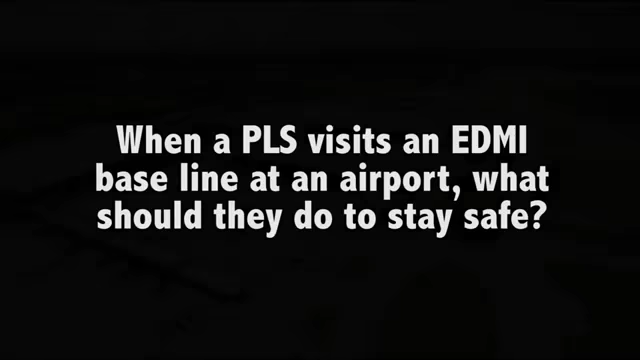 When a PLS visits an EDMI
base line at an airport, what
should they do to stay safe?